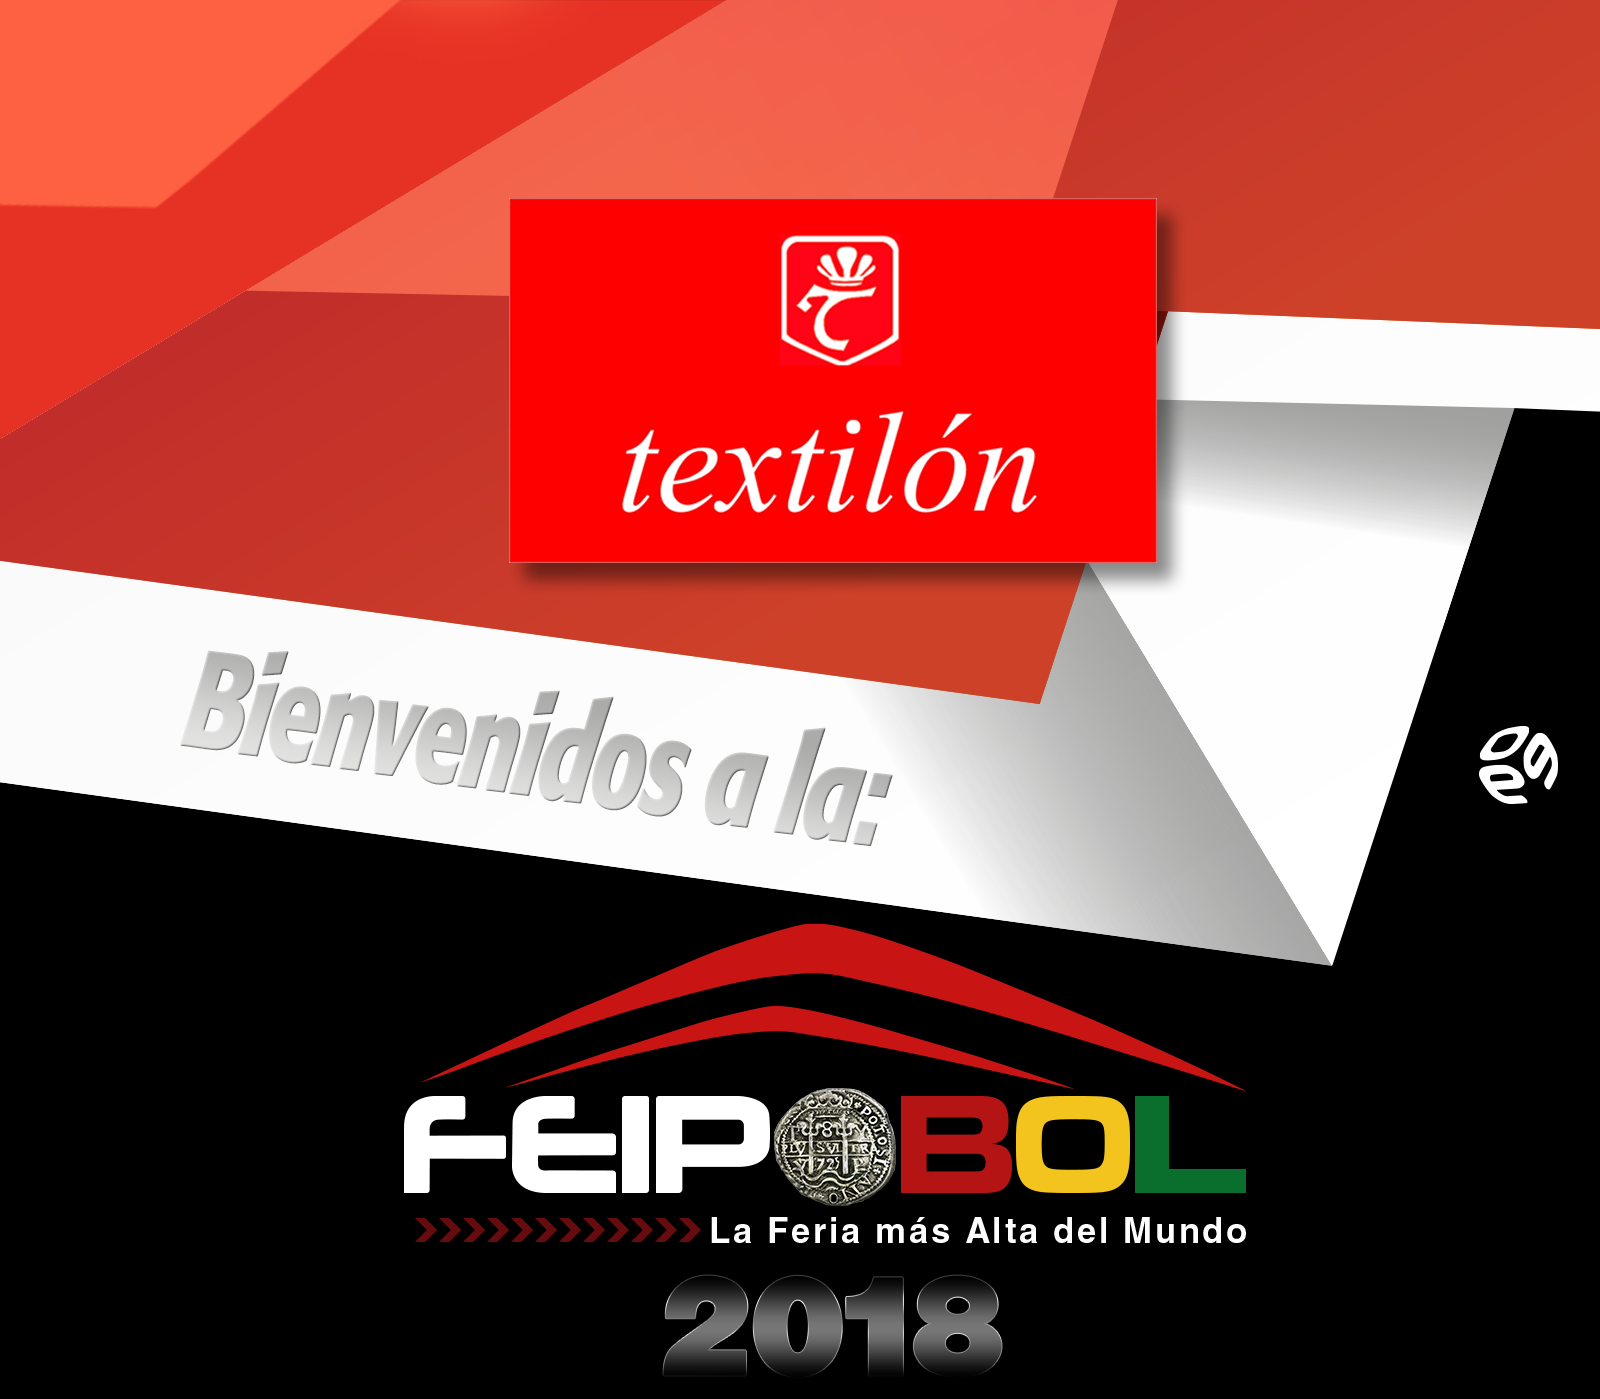 textilón
Bienvenidos a la:
FEIPOBOL
La Feria más Alta del Mundo
2018